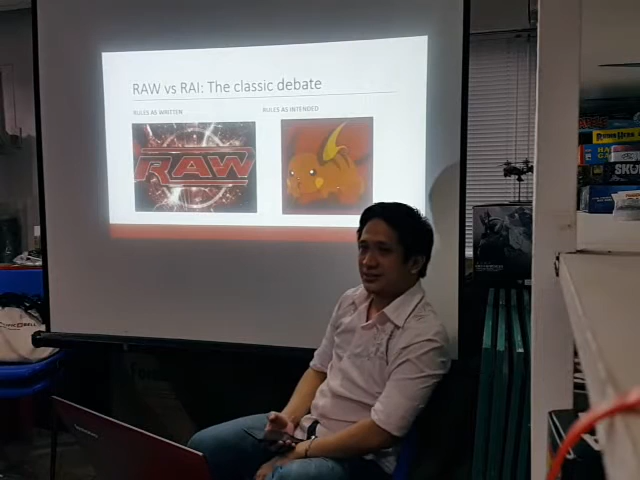 RAW vs RAI: The classic debate
RULES AS WRITTEN
RULES AS INTENDED
RAW